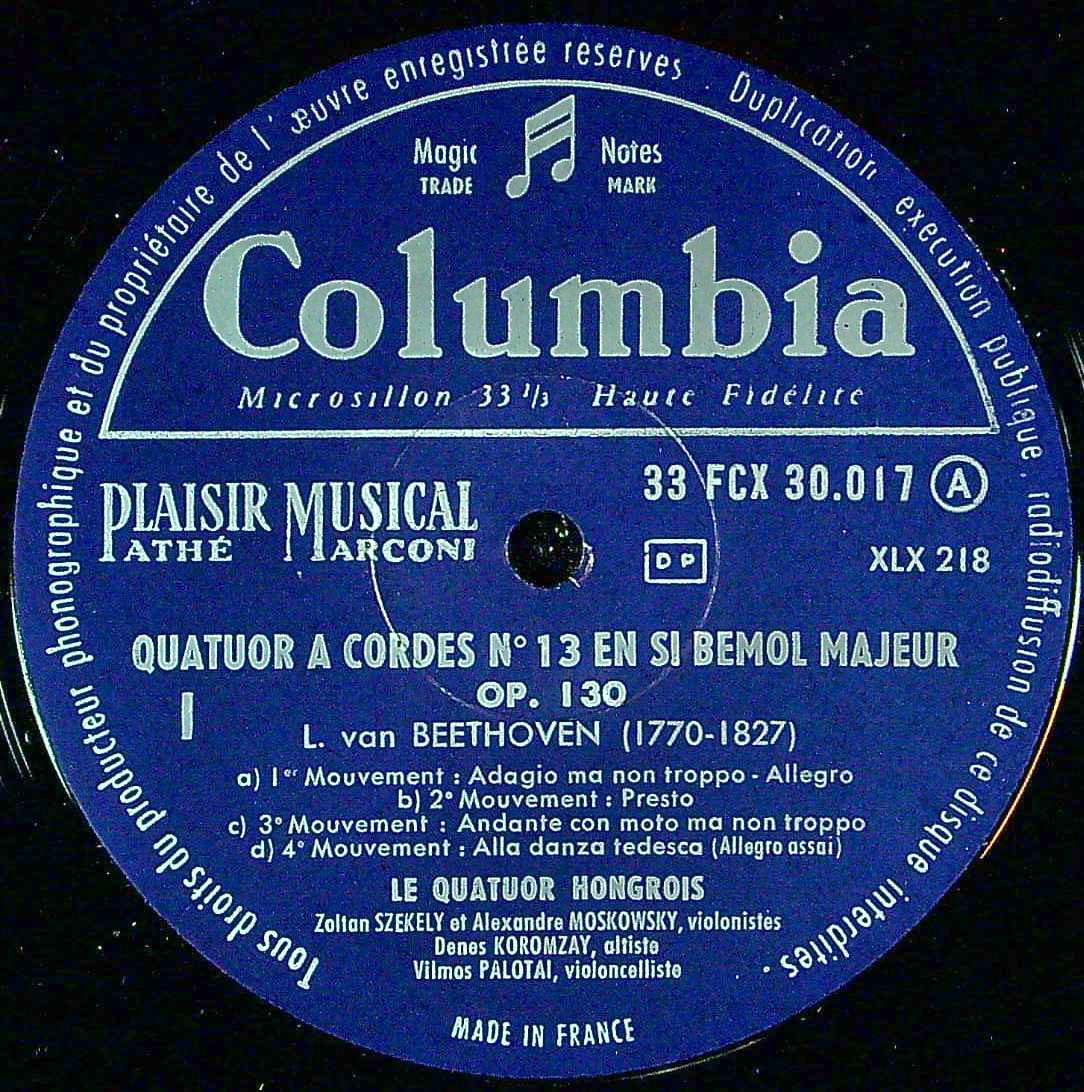 Tous droits du producteur phonographique et du propriétaire de l'œuvre enregistrée reserves Duplication execution publique, radiodiffusion de ce disque interdites.
Magic Notes
TRADE MARK
Columbia
Microsillon 33 1/3 Haute Fidélité
PLAISIR MUSICAL
PATHÉ MARCONI
33 FCX 30.017 A
DP
XLX 218
QUATUOR A CORDES N° 13 EN SI BEMOL MAJEUR
OP. 130
I
L. van BEETHOVEN (1770-1827)
a) 1er Mouvement : Adagio ma non troppo - Allegro
b) 2e Mouvement : Presto
c) 3e Mouvement : Andante con moto ma non troppo
d) 4e Mouvement : Alla danza tedesca (Allegro assai)
LE QUATUOR HONGROIS
Zoltan SZEKELY et Alexandre MOSKOWSKY, violonistes
Denes KOROMZAY, altiste
Vilmos PALOTAI, violoncelliste
MADE IN FRANCE